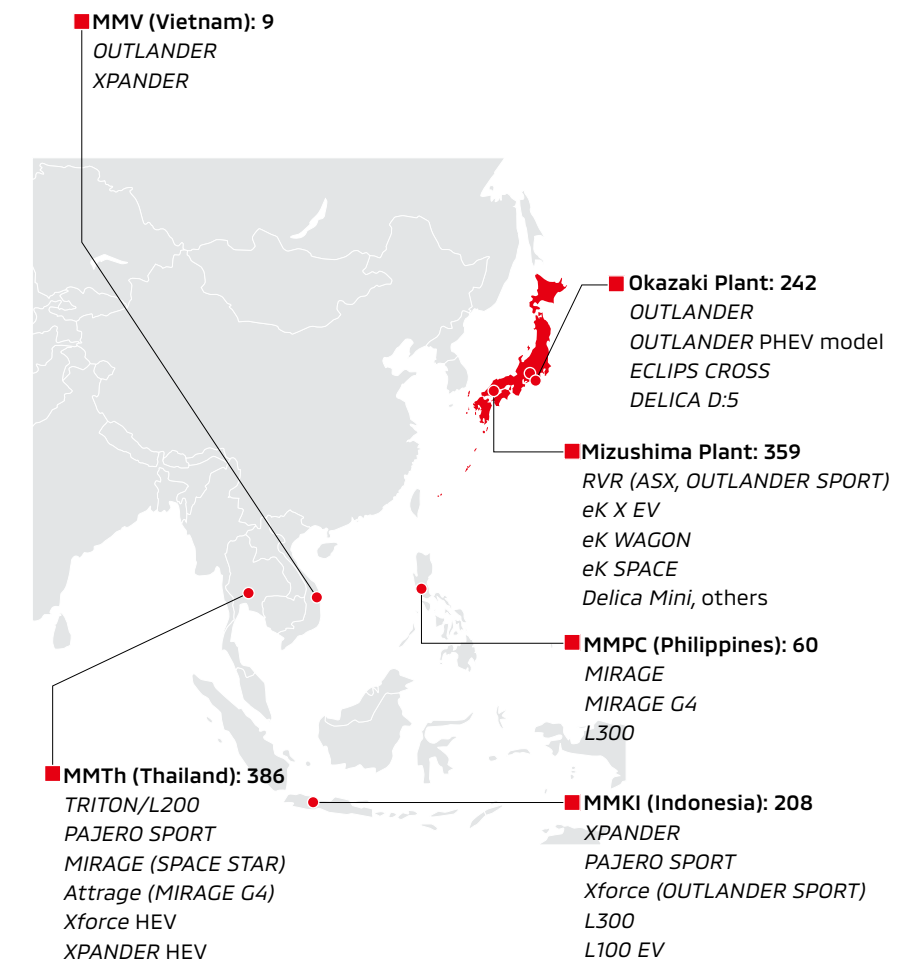 MMV (Vietnam): 9
OUTLANDER
XPANDER
Okazaki Plant: 242
OUTLANDER
OUTLANDER PHEV model
ECLIPS CROSS
DELICA D:5
Mizushima Plant: 359
RVR (ASX, OUTLANDER SPORT)
eK X EV
eK WAGON
eK SPACE
Delica Mini, others
MMPC (Philippines): 60
MIRAGE
MIRAGE G4
L300
MMTh (Thailand): 386
TRITON/L200
PAJERO SPORT
MIRAGE (SPACE STAR)
Attrage (MIRAGE G4)
Xforce HEV
XPANDER HEV
MMKI (Indonesia): 208
XPANDER
PAJERO SPORT
Xforce (OUTLANDER SPORT)
L300
L100 EV